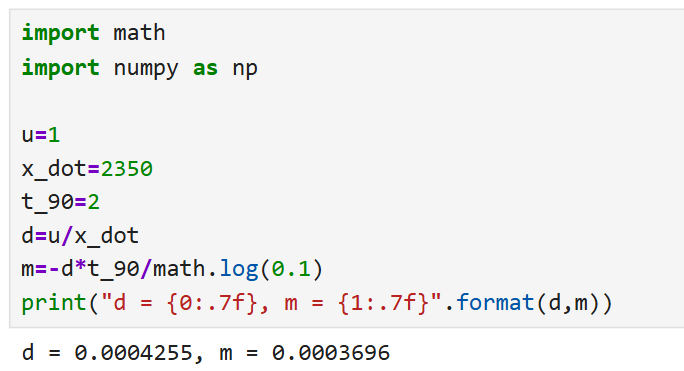 import math
import numpy as np
u=1
x_dot=2350
t_90=2
d=u/x_dot
m=-d*t_90/math.log(0.1)
print("d = {0:.7f}, m = {1:.7f}".format(d,m))
d = 0.0004255, m = 0.0003696